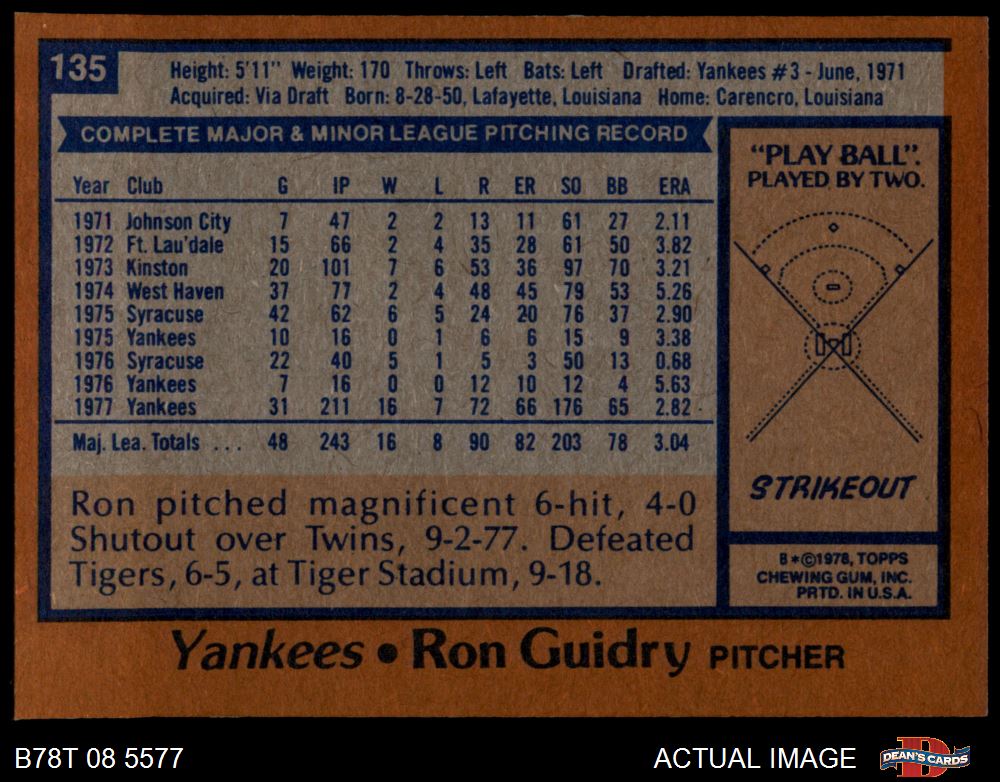 135
Height: 5'11" Weight: 170 Throws: Left Bats: Left Drafted: Yankees #3 - June, 1971
Acquired: Via Draft Born: 8-28-50, Lafayette, Louisiana Home: Carencro, Louisiana
COMPLETE MAJOR & MINOR LEAGUE PITCHING RECORD
Year Club G IP W L R ER SO BB ERA
1971 Johnson City 7 47 2 2 13 11 61 27 2.11
1972 Ft. Lau'dale 15 66 2 4 35 28 61 50 3.82
1973 Kinston 20 101 7 6 53 36 97 70 3.21
1974 West Haven 37 77 2 4 48 45 79 53 5.26
1975 Syracuse 42 62 6 5 24 20 76 37 2.90
1975 Yankees 10 16 0 1 6 6 15 9 3.38
1976 Syracuse 22 40 5 1 5 3 50 13 0.68
1976 Yankees 7 16 0 0 12 10 12 4 5.63
1977 Yankees 31 211 16 7 72 66 176 65 2.82
Maj. Lea. Totals ... 48 243 16 8 90 82 203 78 3.04
Ron pitched magnificent 6-hit, 4-0
Shutout over Twins, 9-2-77. Defeated
Tigers, 6-5, at Tiger Stadium, 9-18.
"PLAY BALL".
PLAYED BY TWO.
STRIKEOUT
B*©1978, TOPPS
CHEWING GUM, INC.
PRTD. IN U.S.A.
Yankees • Ron Guidry PITCHER
B78T 08 5577
ACTUAL IMAGE
DEAN'S CARDS